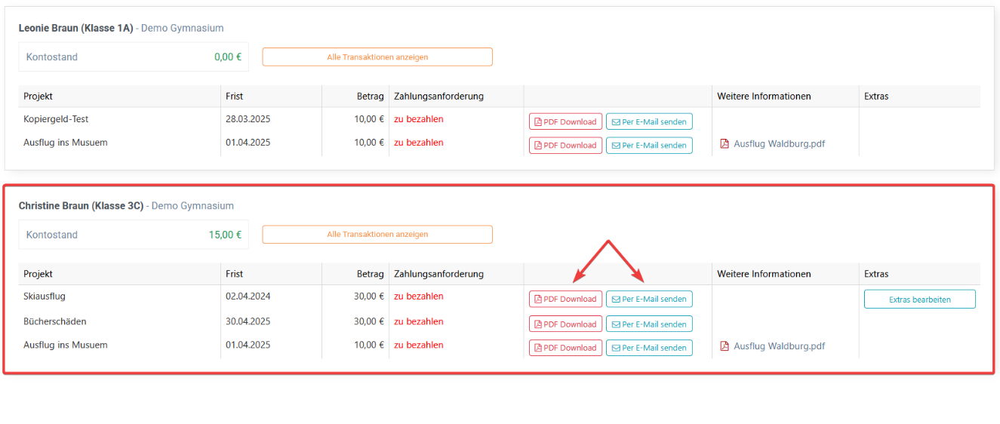 Leonie Braun (Klasse 1A) - Demo Gymnasium
Kontostand 0,00 € Alle Transaktionen anzeigen
Projekt Frist Betrag Zahlungsanforderung Weitere Informationen Extras
Kopiergeld-Test 28.03.2025 10,00 € zu bezahlen PDF Download Per E-Mail senden
Ausflug ins Musuem 01.04.2025 10,00 € zu bezahlen PDF Download Per E-Mail senden Ausflug Waldburg.pdf
Christine Braun (Klasse 3C) - Demo Gymnasium
Kontostand 15,00 € Alle Transaktionen anzeigen
Projekt Frist Betrag Zahlungsanforderung Weitere Informationen Extras
Skiausflug 02.04.2024 30,00 € zu bezahlen PDF Download Per E-Mail senden Extras bearbeiten
Bücherschäden 30.04.2025 30,00 € zu bezahlen PDF Download Per E-Mail senden
Ausflug ins Musuem 01.04.2025 10,00 € zu bezahlen PDF Download Per E-Mail senden Ausflug Waldburg.pdf